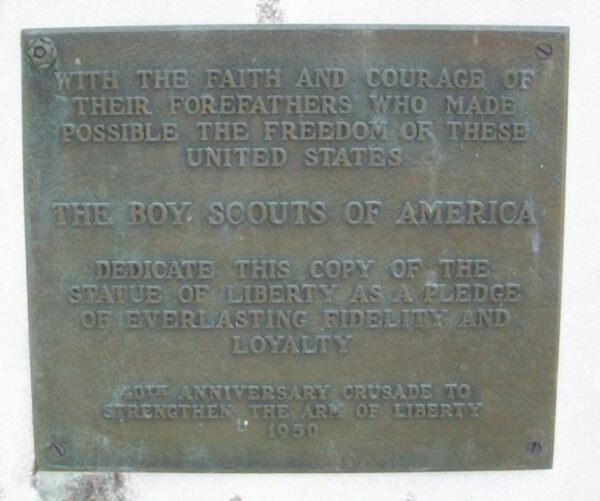 WITH THE FAITH AND COURAGE OF
THEIR FOREFATHERS WHO MADE
POSSIBLE THE FREEDOM OF THESE
UNITED STATES
THE BOY SCOUTS OF AMERICA
DEDICATE THIS COPY OF THE
STATUE OF LIBERTY AS A PLEDGE
OF EVERLASTING FIDELITY AND
LOYALTY
40TH ANNIVERSARY CRUSADE TO
STRENGTHEN THE ARM OF LIBERTY
1950